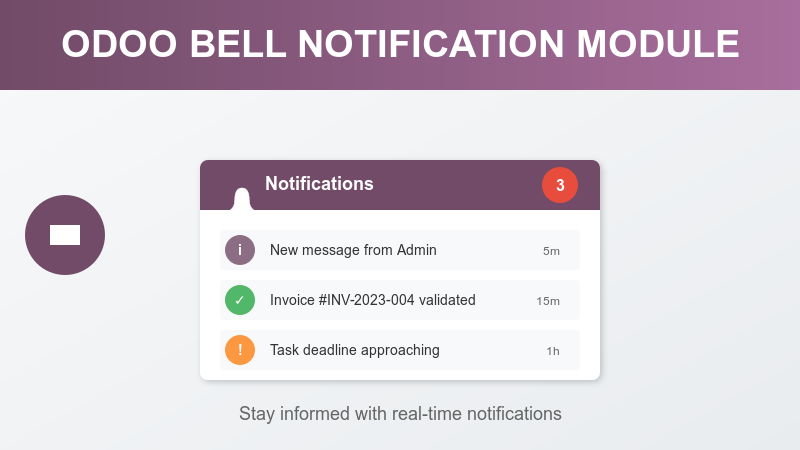 ODOO BELL NOTIFICATION MODULE
Notifications 3
i New message from Admin 5m
✓ Invoice #INV-2023-004 validated 15m
! Task deadline approaching 1h
Stay informed with real-time notifications